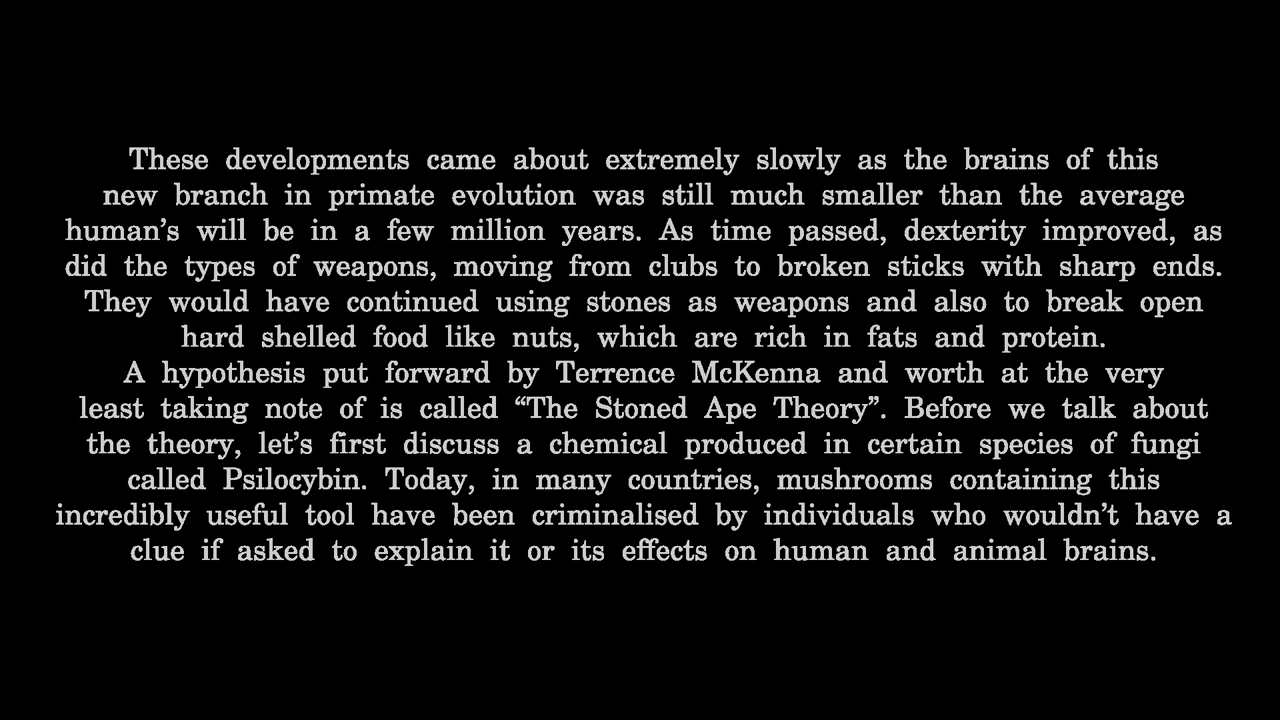 These developments came about extremely slowly as the brains of this
new branch in primate evolution was still much smaller than the average
human’s will be in a few million years. As time passed, dexterity improved, as
did the types of weapons, moving from clubs to broken sticks with sharp ends.
They would have continued using stones as weapons and also to break open
hard shelled food like nuts, which are rich in fats and protein.
A hypothesis put forward by Terrence McKenna and worth at the very
least taking note of is called “The Stoned Ape Theory”. Before we talk about
the theory, let’s first discuss a chemical produced in certain species of fungi
called Psilocybin. Today, in many countries, mushrooms containing this
incredibly useful tool have been criminalised by individuals who wouldn’t have a
clue if asked to explain it or its effects on human and animal brains.